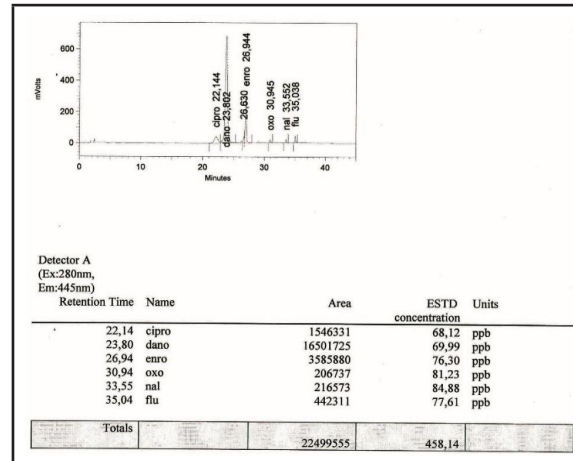 600
400
200
0
mVolts
cipro 22,144
dano 23,802
26,630
enro 26,944
oxo 30,945
nal 33,552
flu 35,038
0 10 20 30 40
Minutes
Detector A
(Ex:280nm,
Em:445nm)
Retention Time Name Area ESTD concentration Units
22,14 cipro 1546331 68,12 ppb
23,80 dano 16501725 69,99 ppb
26,94 enro 3585880 76,30 ppb
30,94 oxo 206737 81,23 ppb
33,55 nal 216573 84,88 ppb
35,04 flu 442311 77,61 ppb
Totals
22499555 458,14